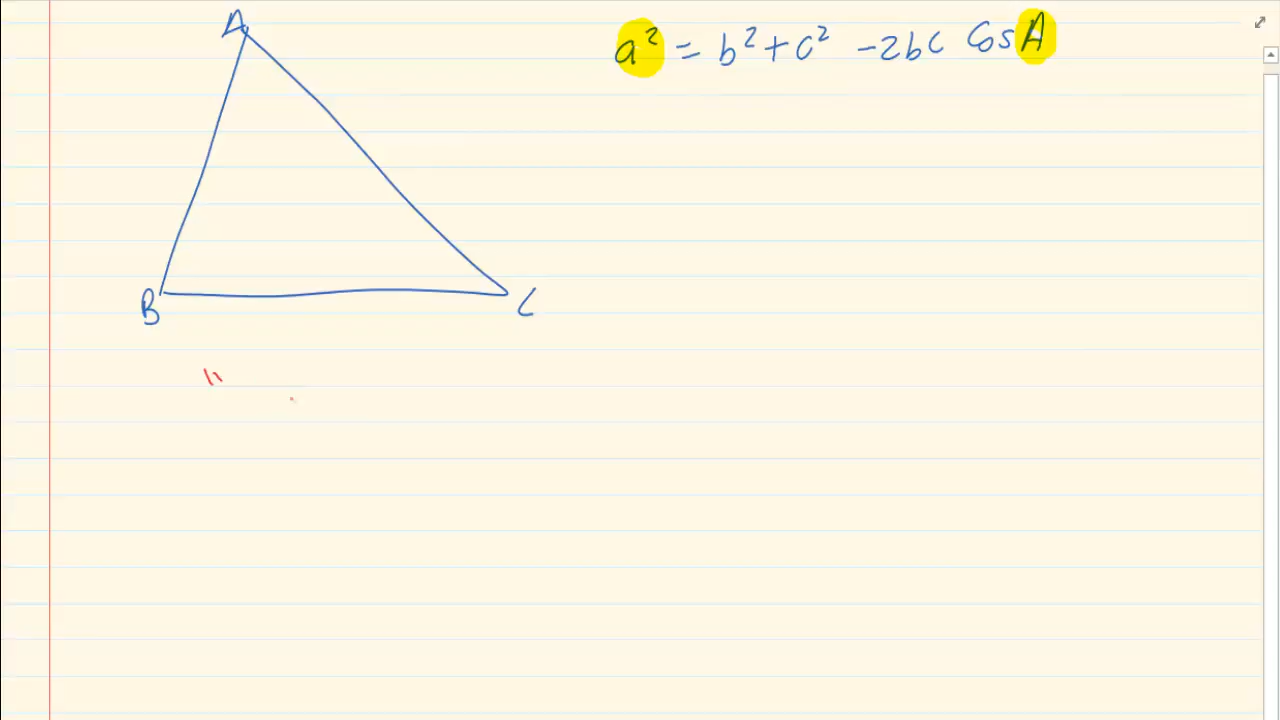 A
a² = b² + c² - 2bc Cos A
B
C
"